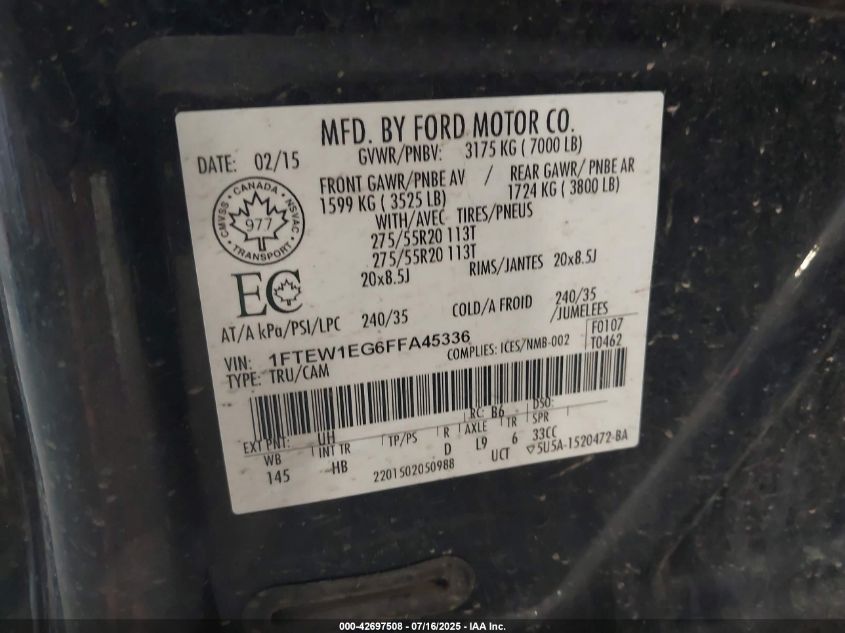 MFD. BY FORD MOTOR CO.
DATE: 02/15
GVWR/PNBV: 3175 KG ( 7000 LB)
FRONT GAWR/PNBE AV / REAR GAWR/ PNBE AR
1599 KG ( 3525 LB) 1724 KG ( 3800 LB)
WITH/AVEC TIRES/PNEUS
275/55R20 113T
275/55R20 113T
20x8.5J RIMS/JANTES 20x8.5J
CANADA
CMVSS 977 NSVAC
TRANSPORT
EC
AT/A kPa/PSI/LPC 240/35 COLD/A FROID 240/35
/JUMELEES
VIN: 1FTEW1EG6FFA45336
COMPLIES: ICES/NMB-002
F0107
T0462
TYPE: TRU/CAM
EXT PNT: UH RC: B6 DSO:
WB INT TR TP/PS R AXLE TR SPR
145 HB D L9 6 33CC
2201502050988 UCT ▽5U5A-1520472-BA
000-42697508 - 07/16/2025 - IAA Inc.